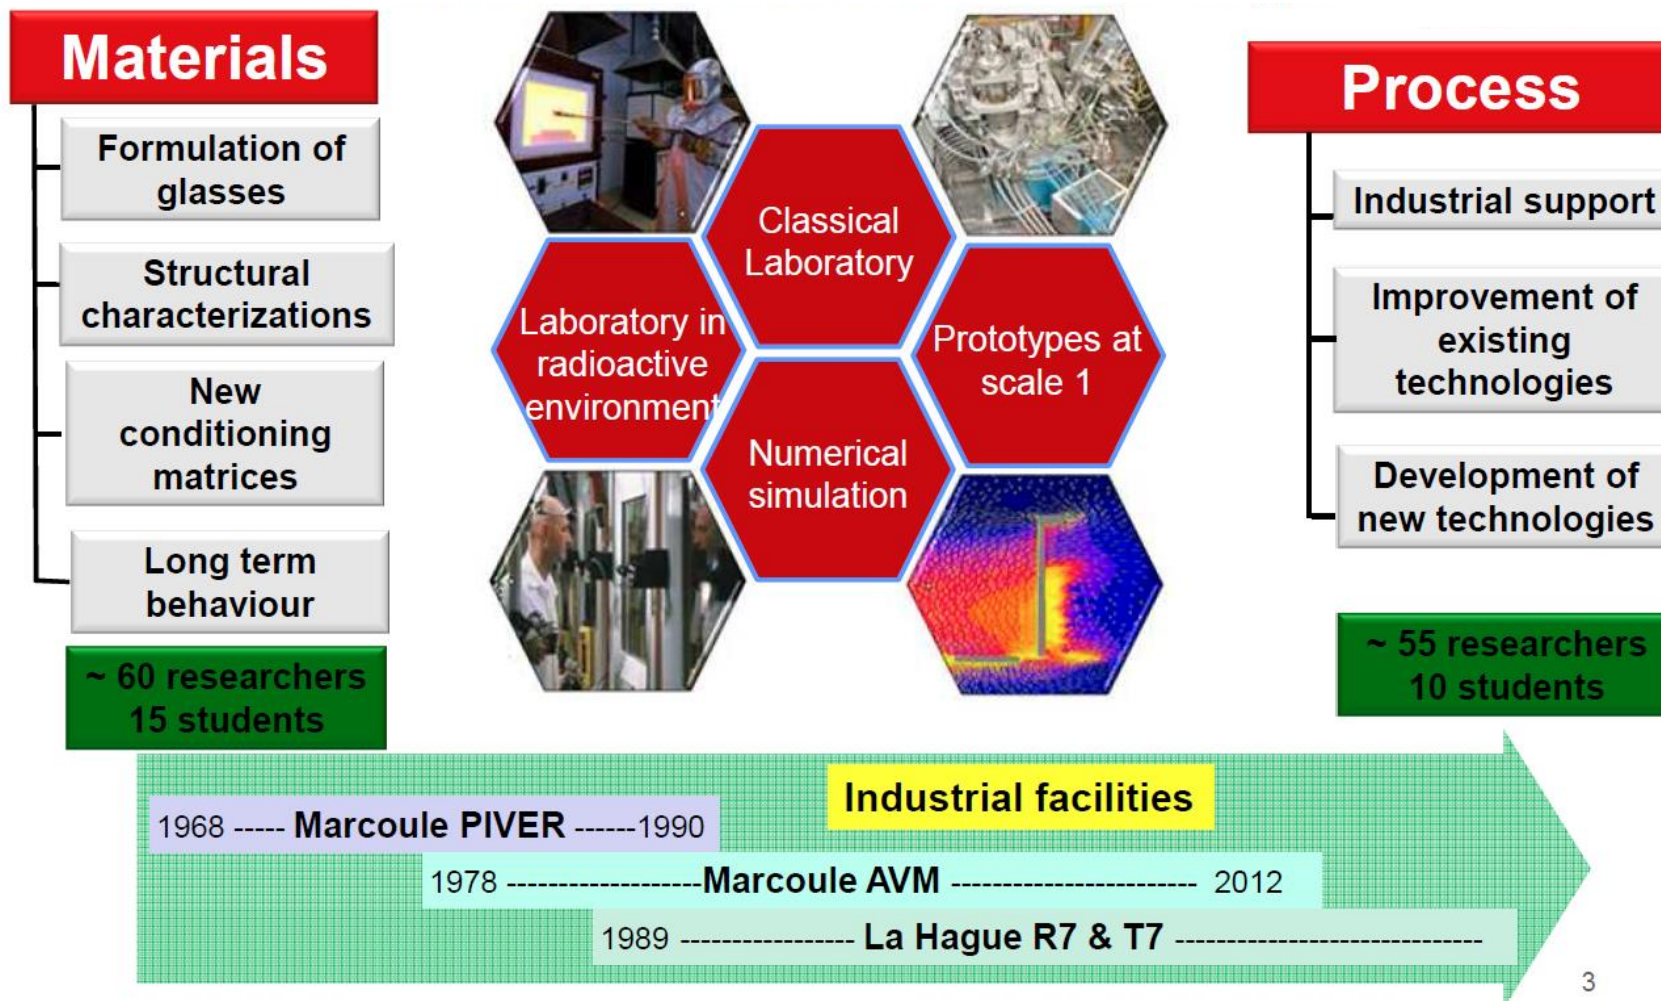 Materials
Formulation of
glasses
Structural
characterizations
New
conditioning
matrices
Long term
behaviour
~ 60 researchers
15 students
Classical
Laboratory
Laboratory in
radioactive
environment
Prototypes at
scale 1
Numerical
simulation
Process
Industrial support
Improvement of
existing
technologies
Development of
new technologies
~ 55 researchers
10 students
Industrial facilities
1968 ----- Marcoule PIVER ------1990
1978 -------------------Marcoule AVM ------------------------ 2012
1989 ----------------- La Hague R7 & T7 ------------------------------
3